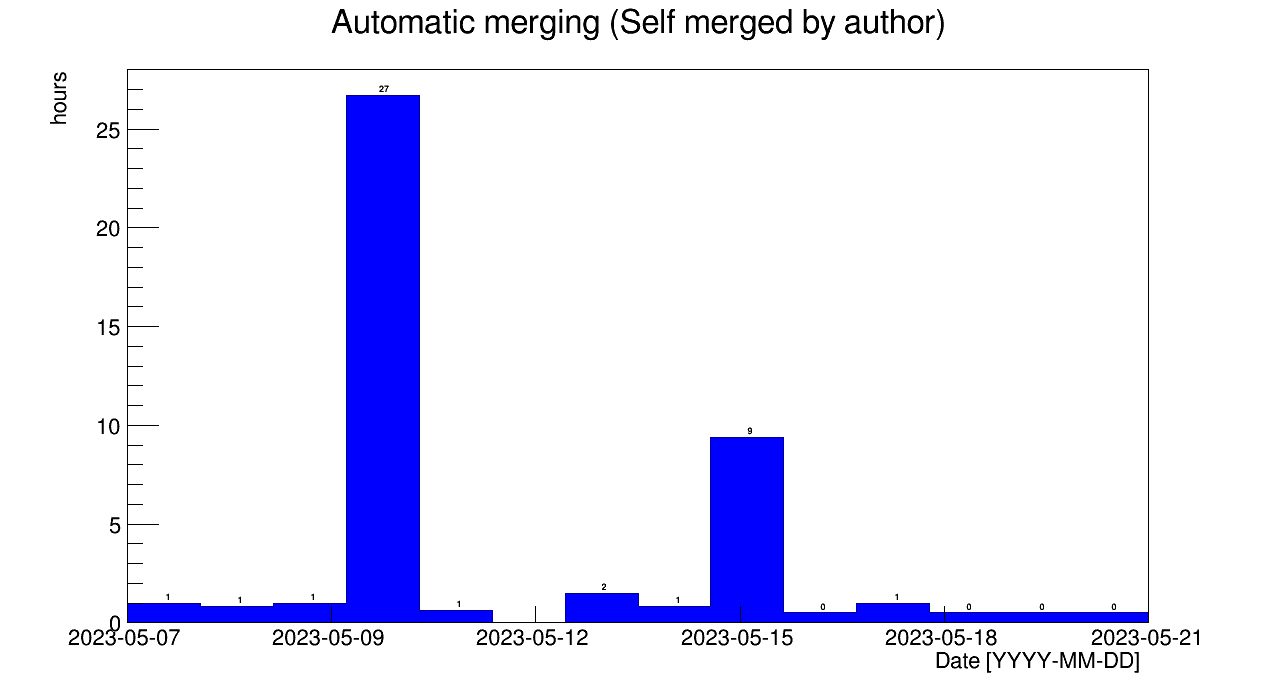 Automatic merging (Self merged by author)
hours
27
25
20
15
10
9
5
1 1 1 1 2 1 0 1 0 0 0
0
2023-05-07 2023-05-09 2023-05-12 2023-05-15 2023-05-18 2023-05-21
Date [YYYY-MM-DD]